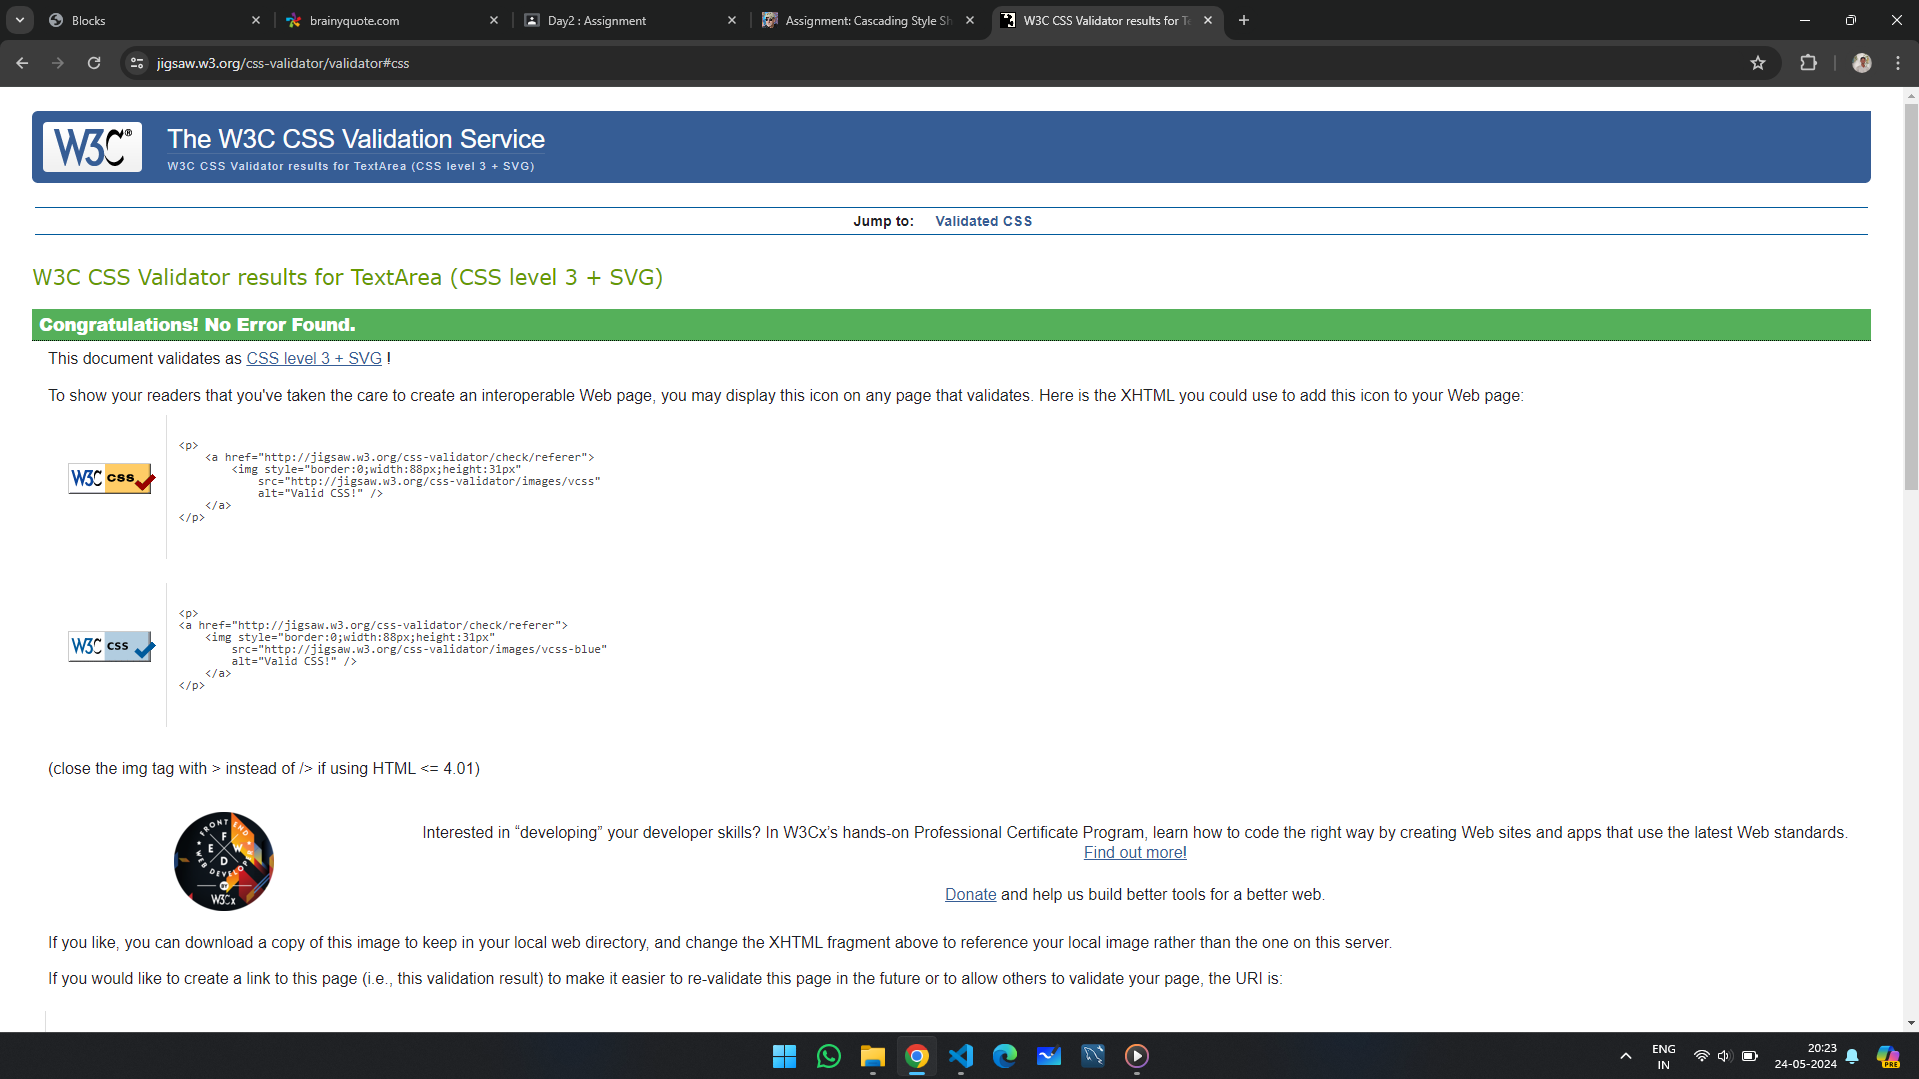 Blocks
brainyquote.com
Day2 : Assignment
Assignment: Cascading Style Sh
W3C CSS Validator results for Te
jigsaw.w3.org/css-validator/validator#css
W3C®
The W3C CSS Validation Service
W3C CSS Validator results for TextArea (CSS level 3 + SVG)
Jump to: Validated CSS
W3C CSS Validator results for TextArea (CSS level 3 + SVG)
Congratulations! No Error Found.
This document validates as CSS level 3 + SVG !
To show your readers that you've taken the care to create an interoperable Web page, you may display this icon on any page that validates. Here is the XHTML you could use to add this icon to your Web page:
W3C css
<p>
<a href="http://jigsaw.w3.org/css-validator/check/referer">
<img style="border:0;width:88px;height:31px"
src="http://jigsaw.w3.org/css-validator/images/vcss"
alt="Valid CSS!" />
</a>
</p>
W3C css
<p>
<a href="http://jigsaw.w3.org/css-validator/check/referer">
<img style="border:0;width:88px;height:31px"
src="http://jigsaw.w3.org/css-validator/images/vcss-blue"
alt="Valid CSS!" />
</a>
</p>
(close the img tag with > instead of /> if using HTML <= 4.01)
FRONT END
F
E W
D
WEB DEVELOP
W3Cx
Interested in “developing” your developer skills? In W3Cx’s hands-on Professional Certificate Program, learn how to code the right way by creating Web sites and apps that use the latest Web standards.
Find out more!
Donate and help us build better tools for a better web.
If you like, you can download a copy of this image to keep in your local web directory, and change the XHTML fragment above to reference your local image rather than the one on this server.
If you would like to create a link to this page (i.e., this validation result) to make it easier to re-validate this page in the future or to allow others to validate your page, the URI is:
ENG
IN
20:23
24-05-2024
PRE